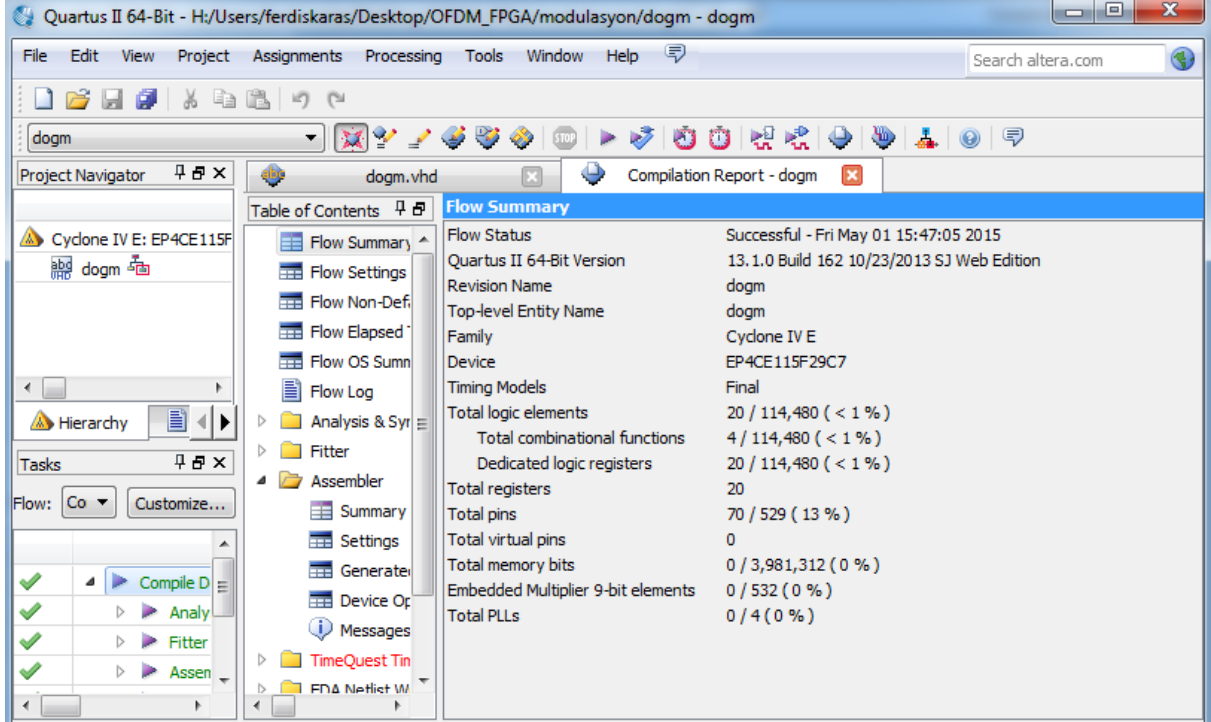 Quartus II 64-Bit - H:/Users/ferdiskaras/Desktop/OFDM_FPGA/modulasyon/dogm - dogm
File Edit View Project Assignments Processing Tools Window Help
Search altera.com
dogm
STOP
Project Navigator
Cyclone IV E: EP4CE115F
abd VHD dogm
Hierarchy
Tasks
Flow: Co Customize...
Compile D
Analy
Fitter
Assen
dogm.vhd
Compilation Report - dogm
Table of Contents
Flow Summary
Flow Settings
Flow Non-Defa
Flow Elapsed T
Flow OS Summ
Flow Log
Analysis & Syn
Fitter
Assembler
Summary
Settings
Generated
Device Op
Messages
TimeQuest Tim
EDA Netlist W
Flow Summary
Flow Status Successful - Fri May 01 15:47:05 2015
Quartus II 64-Bit Version 13.1.0 Build 162 10/23/2013 SJ Web Edition
Revision Name dogm
Top-level Entity Name dogm
Family Cyclone IV E
Device EP4CE115F29C7
Timing Models Final
Total logic elements 20 / 114,480 ( < 1 % )
Total combinational functions 4 / 114,480 ( < 1 % )
Dedicated logic registers 20 / 114,480 ( < 1 % )
Total registers 20
Total pins 70 / 529 ( 13 % )
Total virtual pins 0
Total memory bits 0 / 3,981,312 ( 0 % )
Embedded Multiplier 9-bit elements 0 / 532 ( 0 % )
Total PLLs 0 / 4 ( 0 % )